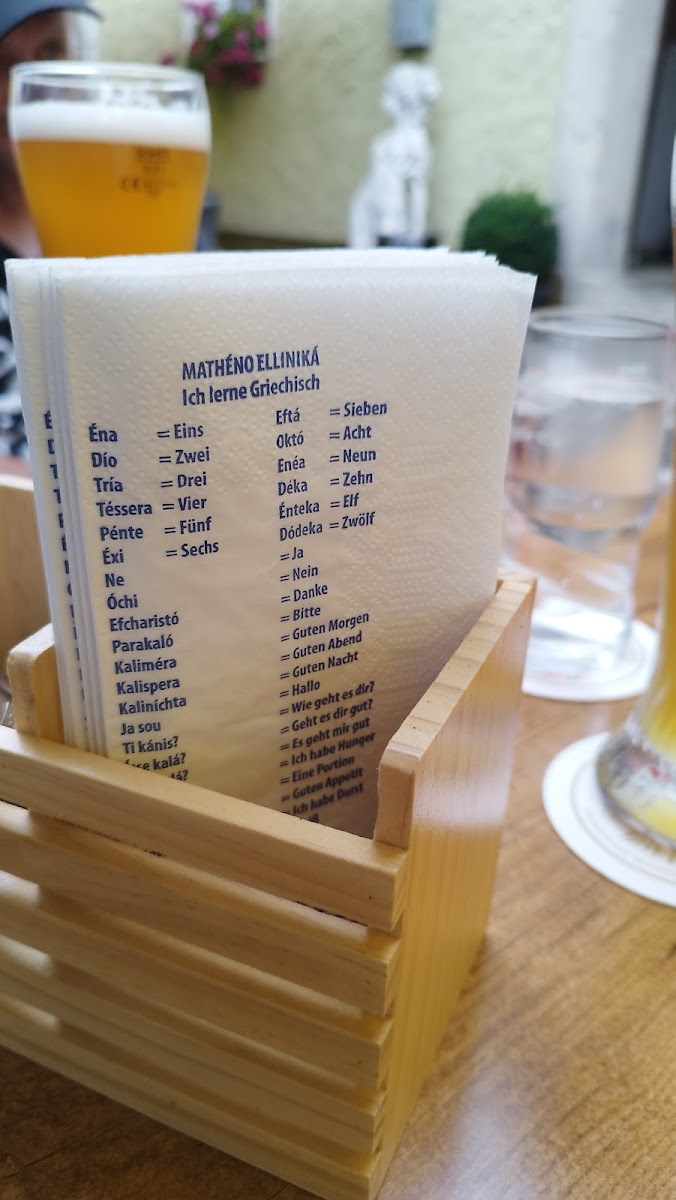 MATHÉNO ELLINIKÁ
Ich lerne Griechisch
Éna = Eins
Dío = Zwei
Tría = Drei
Téssera = Vier
Pénte = Fünf
Éxi = Sechs
Eftá = Sieben
Októ = Acht
Enéa = Neun
Déka = Zehn
Énteka = Elf
Dódeka = Zwölf
Ne = Ja
Óchi = Nein
Efcharistó = Danke
Parakaló = Bitte
Kaliméra = Guten Morgen
Kalispera = Guten Abend
Kaliníchta = Guten Nacht
Ja sou = Hallo
Ti kánis? = Wie geht es dir?
kalá? = Geht es dir gut?
= Es geht mir gut
= Ich habe Hunger
= Eine Portion
= Guten Appetit
= Ich habe Durst